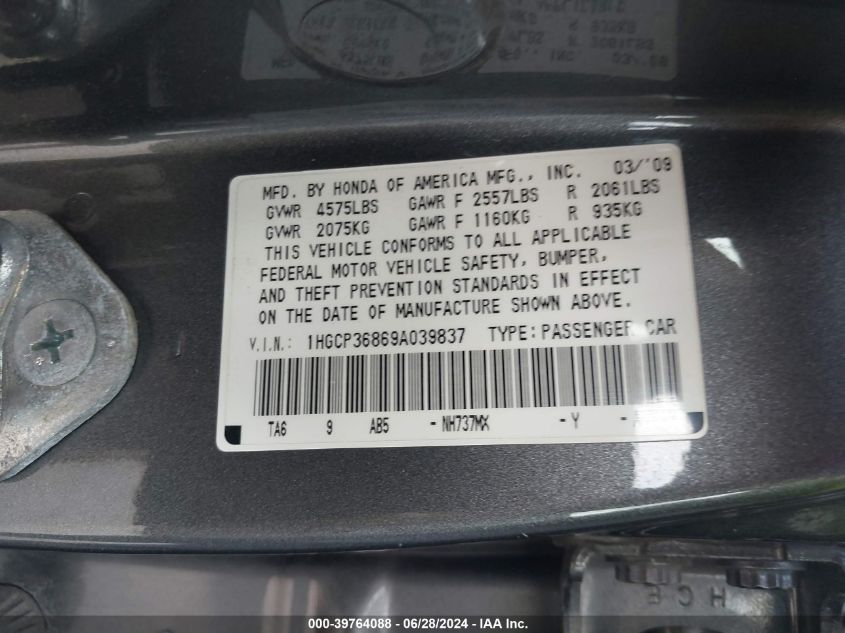 MFD. BY HONDA OF AMERICA MFG., INC. 03/'09
GVWR 4575LBS GAWR F 2557LBS R 2061LBS
GVWR 2075KG GAWR F 1160KG R 935KG
THIS VEHICLE CONFORMS TO ALL APPLICABLE
FEDERAL MOTOR VEHICLE SAFETY, BUMPER,
AND THEFT PREVENTION STANDARDS IN EFFECT
ON THE DATE OF MANUFACTURE SHOWN ABOVE.
V.I.N.: 1HGCP36869A039837 TYPE:PASSENGER CAR
TA6 9 AB5 -NH737MX -Y -
HCE
000-39764088 - 06/28/2024 - IAA Inc.